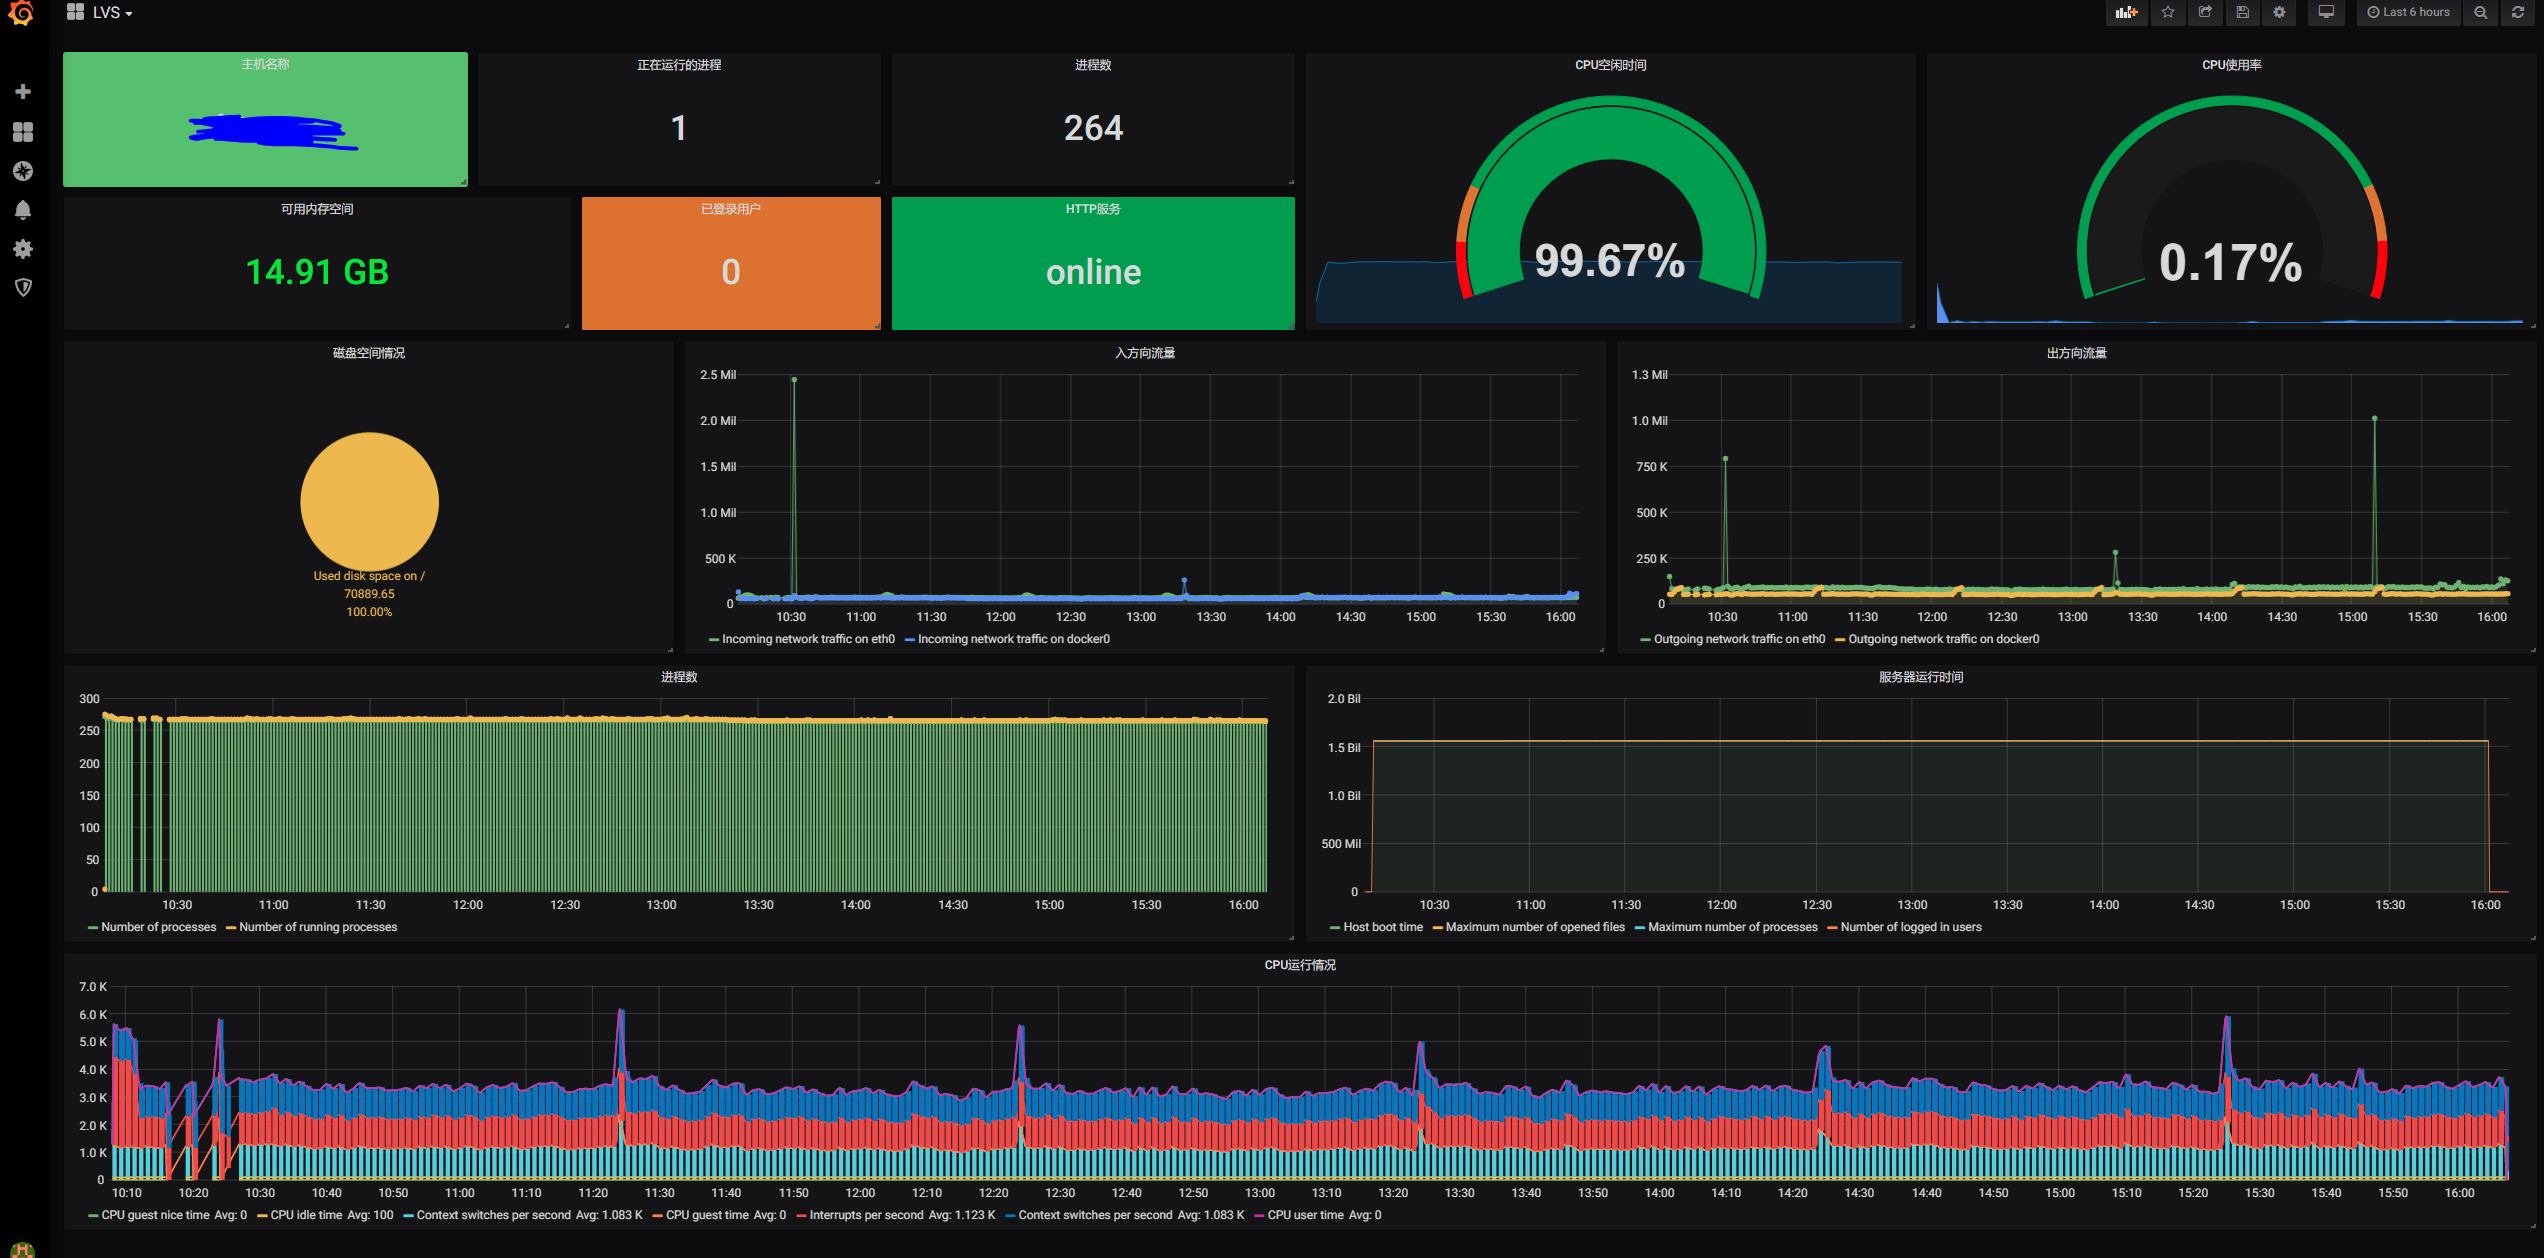 LVS
Last 6 hours
主机名称
正在运行的进程
1
进程数
264
CPU空闲时间
99.67%
CPU使用率
0.17%
可用内存空间
14.91 GB
已登录用户
0
HTTP服务
online
磁盘空间情况
Used disk space on /
70889.65
100.00%
入方向流量
2.5 Mil
2.0 Mil
1.5 Mil
1.0 Mil
500 K
0
10:30 11:00 11:30 12:00 12:30 13:00 13:30 14:00 14:30 15:00 15:30 16:00
Incoming network traffic on eth0 Incoming network traffic on docker0
出方向流量
1.3 Mil
1.0 Mil
750 K
500 K
250 K
0
10:30 11:00 11:30 12:00 12:30 13:00 13:30 14:00 14:30 15:00 15:30 16:00
Outgoing network traffic on eth0 Outgoing network traffic on docker0
进程数
300
250
200
150
100
50
0
10:30 11:00 11:30 12:00 12:30 13:00 13:30 14:00 14:30 15:00 15:30 16:00
Number of processes Number of running processes
服务器运行时间
2.0 Bil
1.5 Bil
1.0 Bil
500 Mil
0
10:30 11:00 11:30 12:00 12:30 13:00 13:30 14:00 14:30 15:00 15:30 16:00
Host boot time Maximum number of opened files Maximum number of processes Number of logged in users
CPU运行情况
7.0 K
6.0 K
5.0 K
4.0 K
3.0 K
2.0 K
1.0 K
0
10:10 10:20 10:30 10:40 10:50 11:00 11:10 11:20 11:30 11:40 11:50 12:00 12:10 12:20 12:30 12:40 12:50 13:00 13:10 13:20 13:30 13:40 13:50 14:00 14:10 14:20 14:30 14:40 14:50 15:00 15:10 15:20 15:30 15:40 15:50 16:00
CPU guest nice time Avg: 0 CPU idle time Avg: 100 Context switches per second Avg: 1.083 K CPU guest time Avg: 0 Interrupts per second Avg: 1.123 K Context switches per second Avg: 1.083 K CPU user time Avg: 0